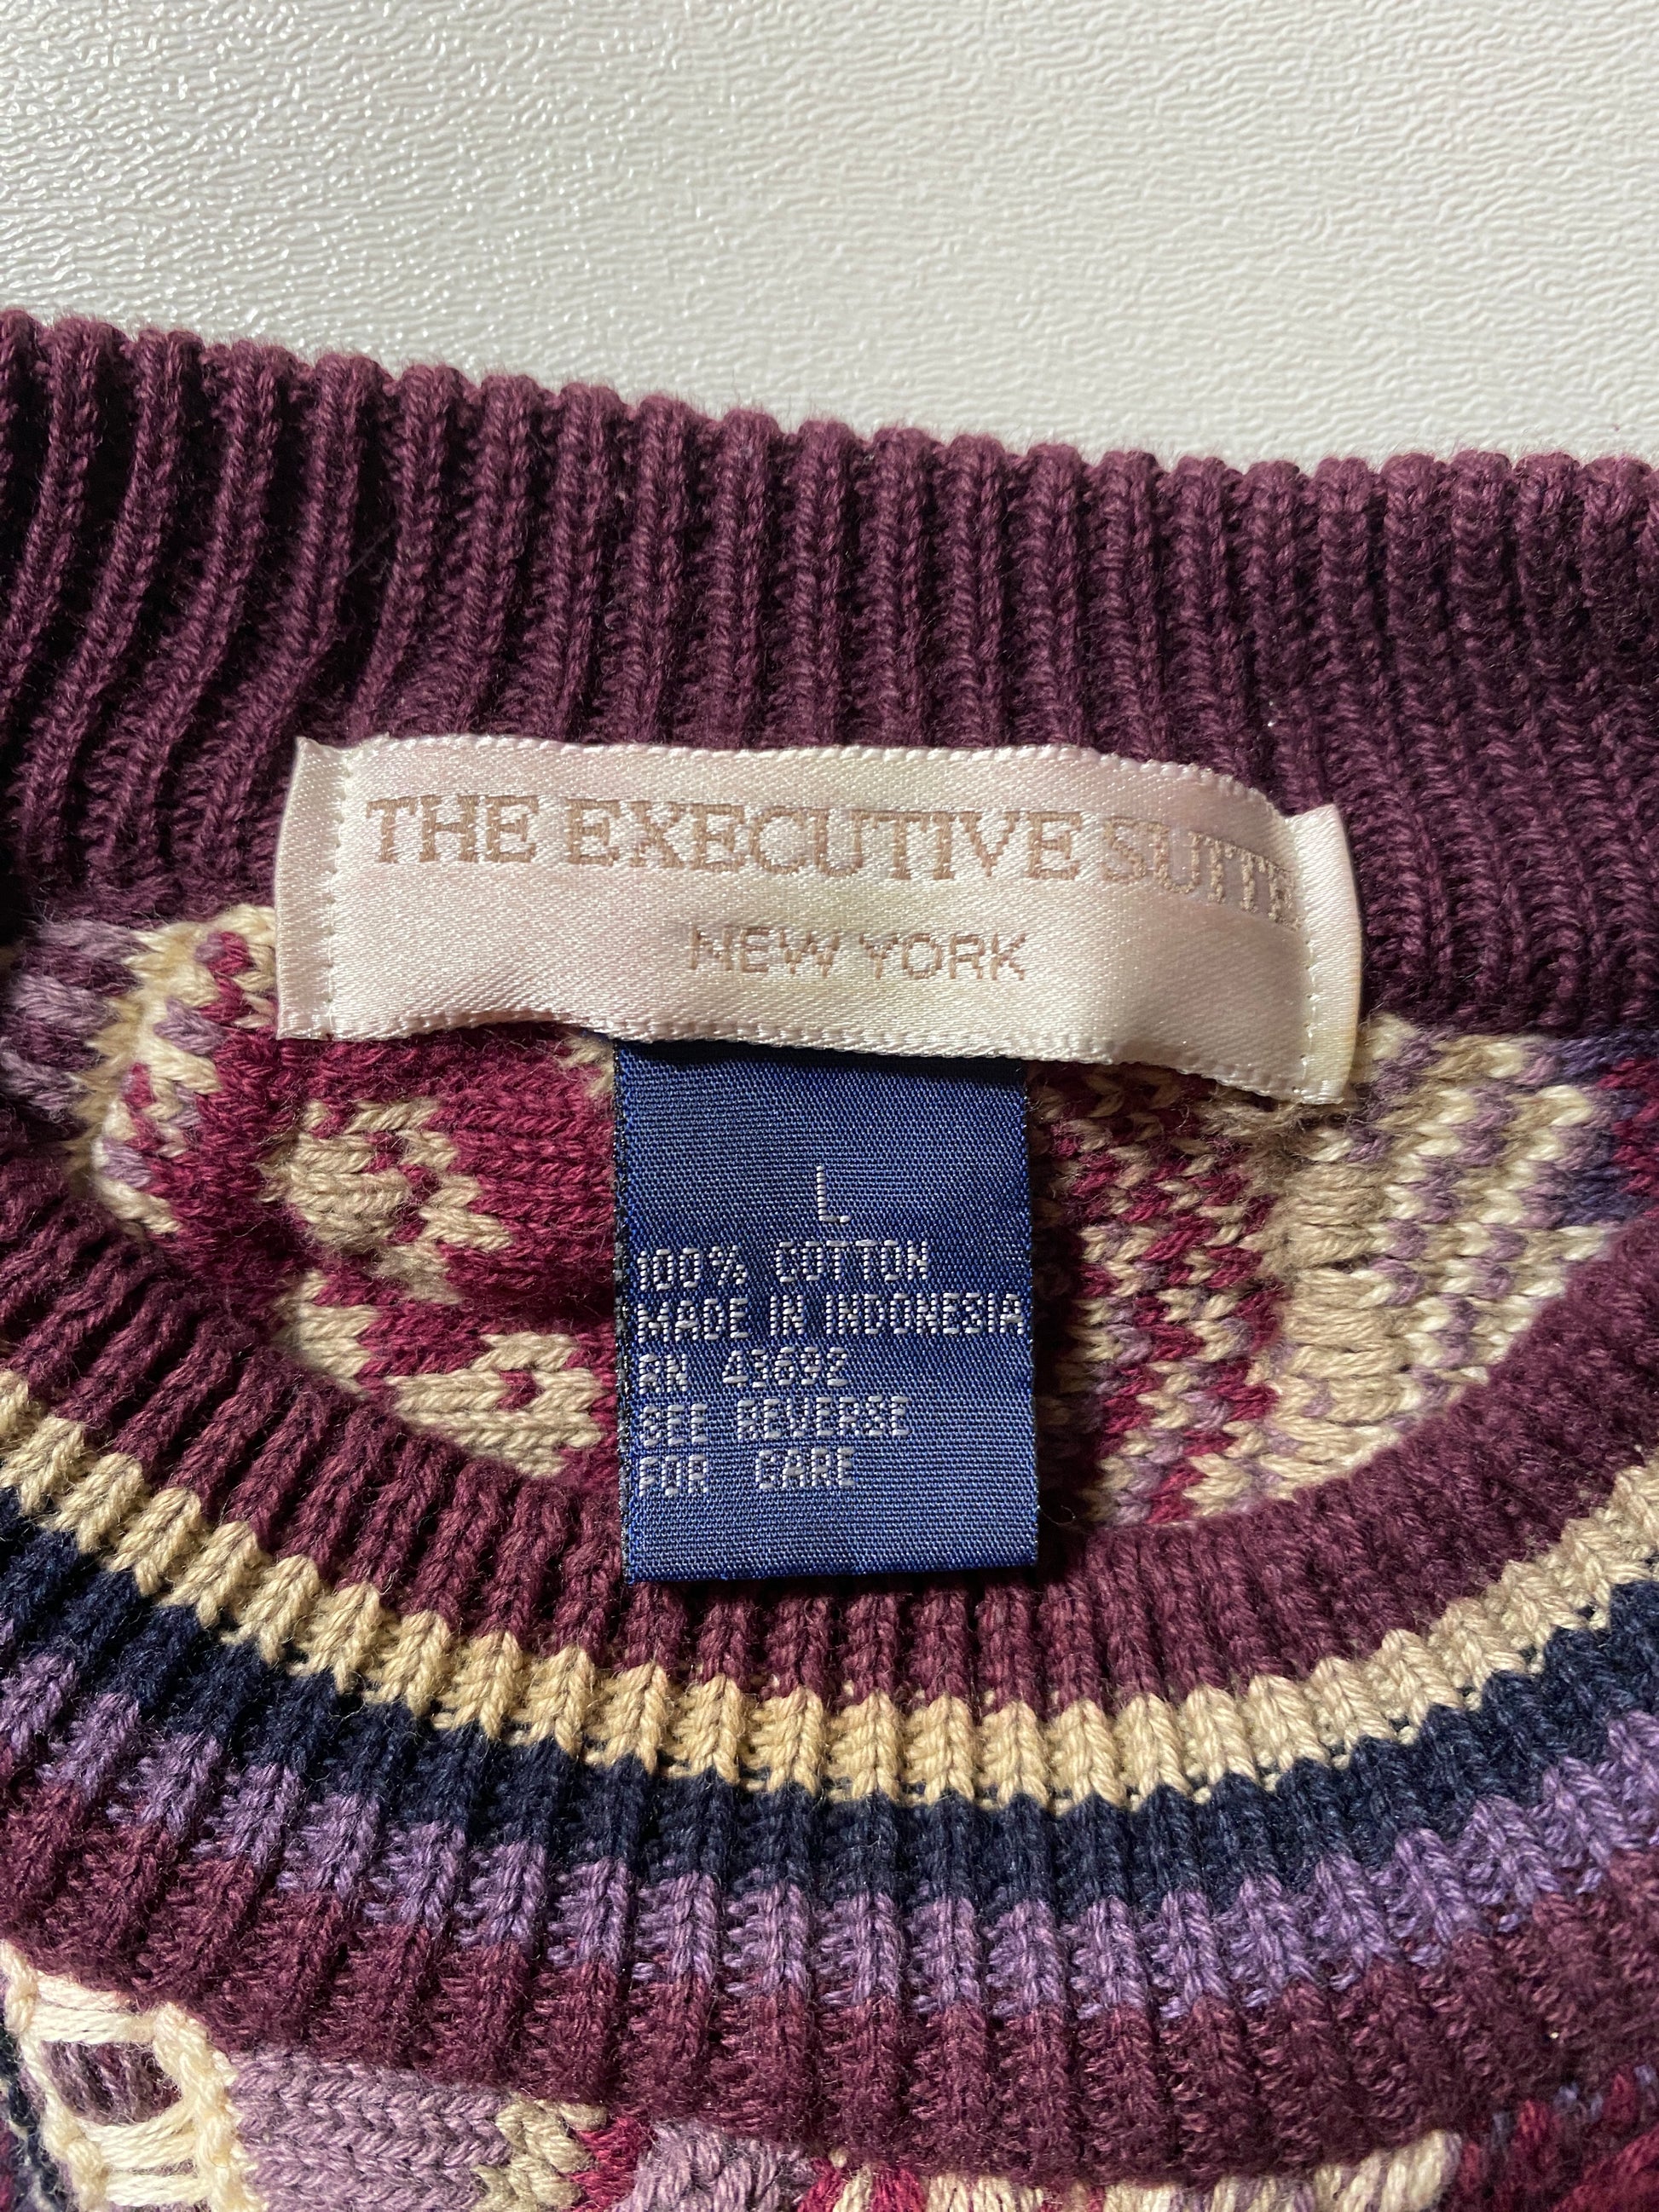 THE EXECUTIVE SUITE
NEW YORK
L
100% COTTON
MADE IN INDONESIA
RN 43692
SEE REVERSE
FOR CARE